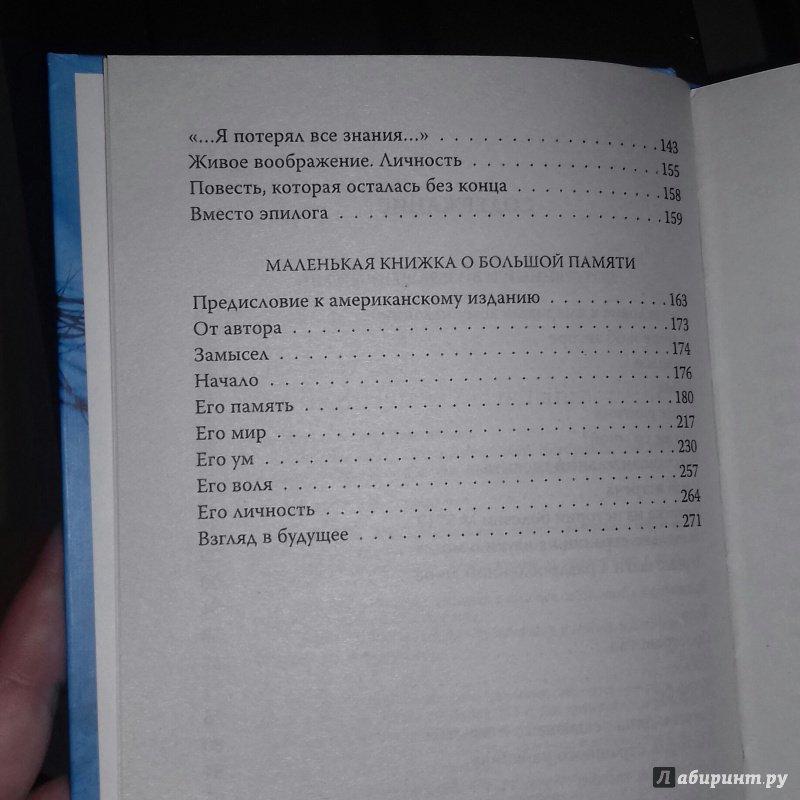 «...Я потерял все знания...» . . . . . . . . . . . . . . . . . . 143
Живое воображение. Личность . . . . . . . . . . . . . . . . 155
Повесть, которая осталась без конца . . . . . . . . . . . . 158
Вместо эпилога . . . . . . . . . . . . . . . . . . . . . . . . . . . 159
МАЛЕНЬКАЯ КНИЖКА О БОЛЬШОЙ ПАМЯТИ
Предисловие к американскому изданию . . . . . . . . . . 163
От автора . . . . . . . . . . . . . . . . . . . . . . . . . . . . . . . 173
Замысел . . . . . . . . . . . . . . . . . . . . . . . . . . . . . . . . 174
Начало . . . . . . . . . . . . . . . . . . . . . . . . . . . . . . . . . 176
Его память . . . . . . . . . . . . . . . . . . . . . . . . . . . . . . 180
Его мир . . . . . . . . . . . . . . . . . . . . . . . . . . . . . . . . 217
Его ум . . . . . . . . . . . . . . . . . . . . . . . . . . . . . . . . . 230
Его воля . . . . . . . . . . . . . . . . . . . . . . . . . . . . . . . 257
Его личность . . . . . . . . . . . . . . . . . . . . . . . . . . . . 264
Взгляд в будущее . . . . . . . . . . . . . . . . . . . . . . . . . 271
Лабиринт.ру